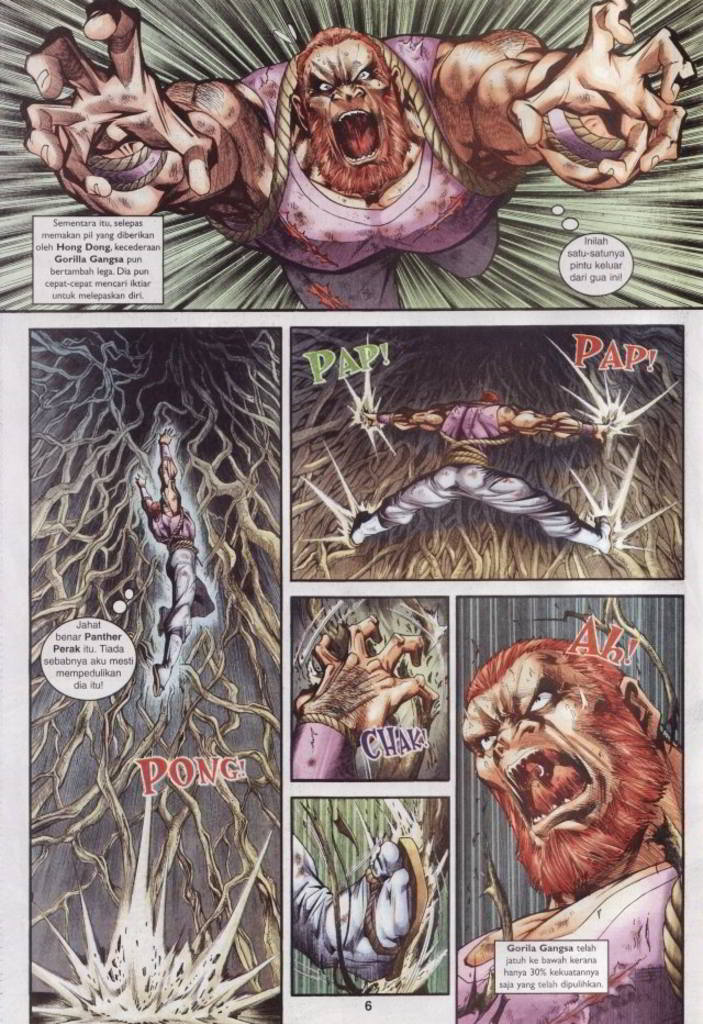 Sementara itu, selepas
memakan pil yang diberikan
oleh Hong Dong, kecederaan
Gorilla Gangsa pun
bertambah lega. Dia pun
cepat-cepat mencari iktiar
untuk melepaskan diri.
Inilah
satu-satunya
pintu keluar
dari gua ini!
Jahat
benar Panther
Perak itu. Tiada
sebabnya aku mesti
mempedulikan
dia itu!
PONG!
PAP!
PAP!
CHAK!
Ah!
Gorila Gangsa telah
jatuh ke bawah kerana
hanya 30% kekuatannya
saja yang telah dipulihkan.
6